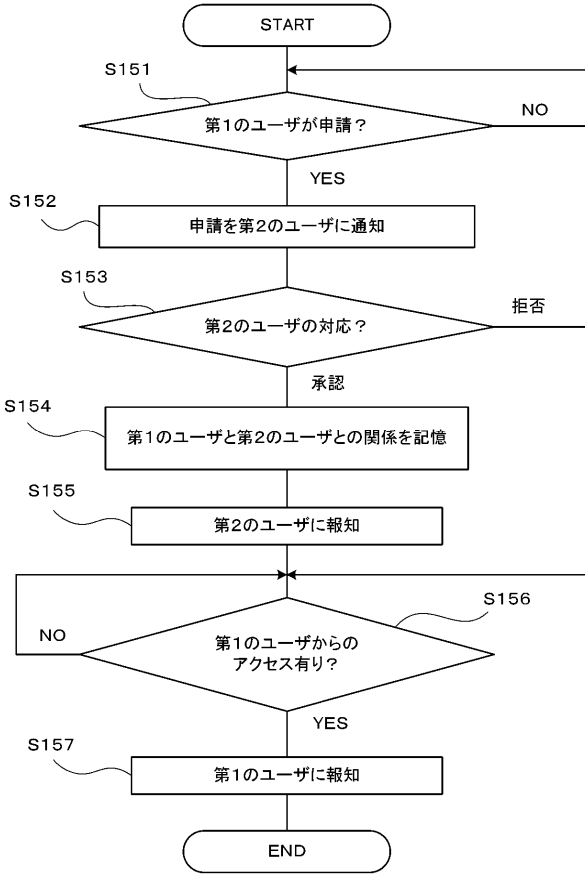 START
S151
第1のユーザが申請？
NO
YES
S152
申請を第2のユーザに通知
S153
第2のユーザの対応？
拒否
承認
S154
第1のユーザと第2のユーザとの関係を記憶
S155
第2のユーザに報知
S156
NO
第1のユーザからの
アクセス有り？
YES
S157
第1のユーザに報知
END